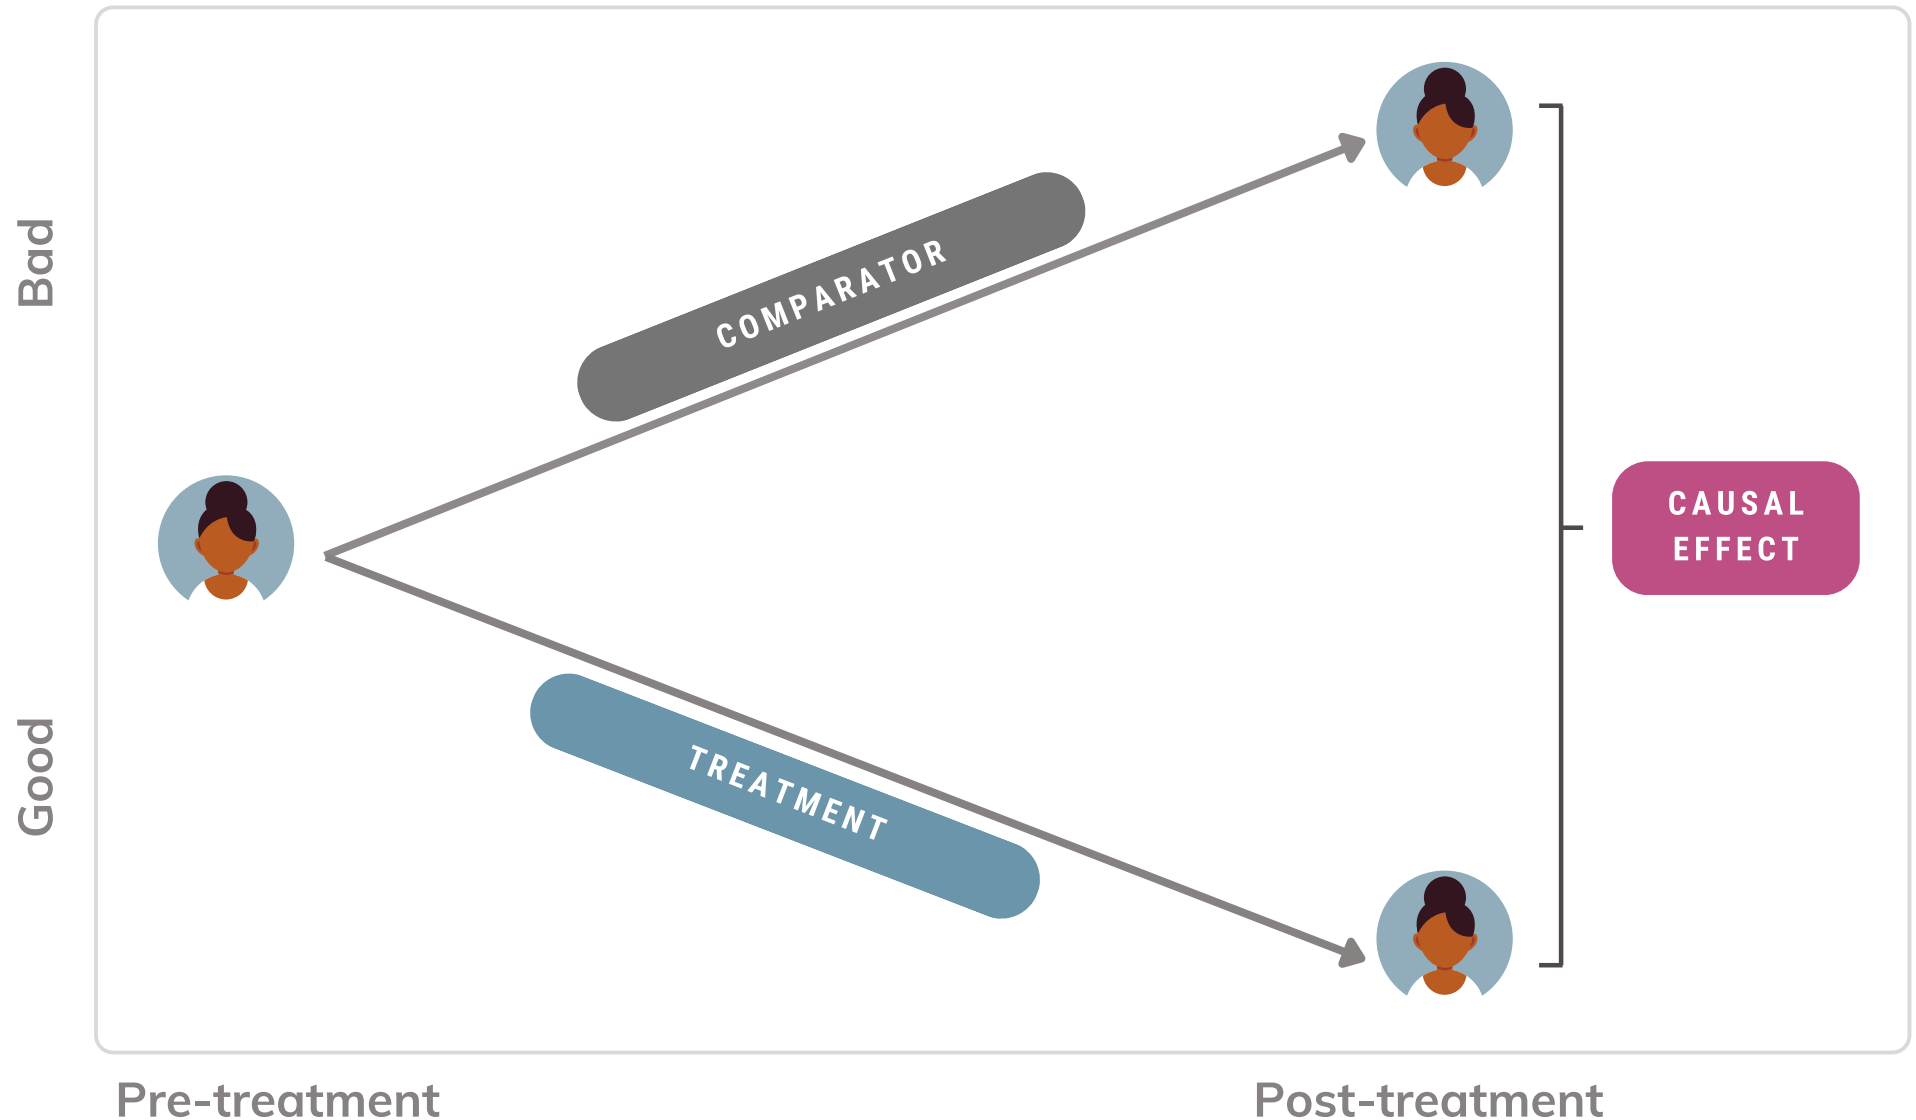 Bad
COMPARATOR
CAUSAL
EFFECT
Good
TREATMENT
Pre-treatment
Post-treatment